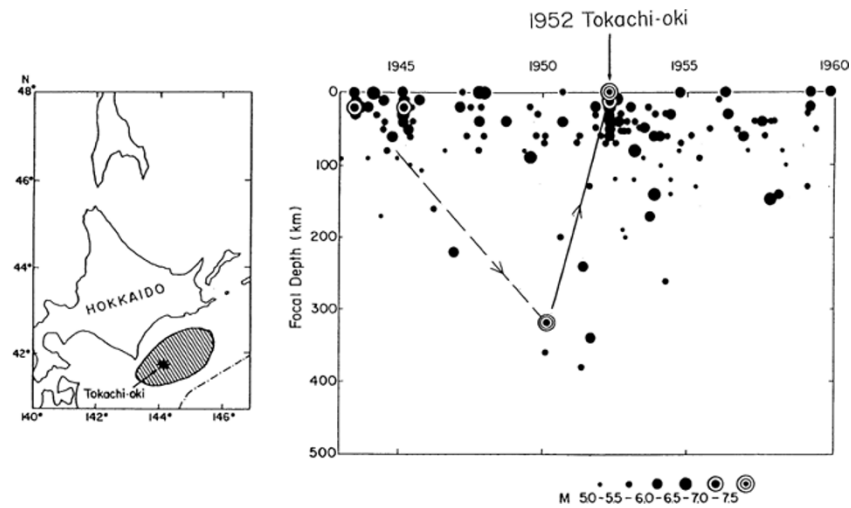 1952 Tokachi-oki
1945 1950 1955 1960
N
48°
46°
44°
42°
140° 142° 144° 146°
HOKKAIDO
Tokachi-oki
0
100
200
300
400
500
Focal Depth (km)
M 5.0-5.5-6.0-6.5-7.0-7.5